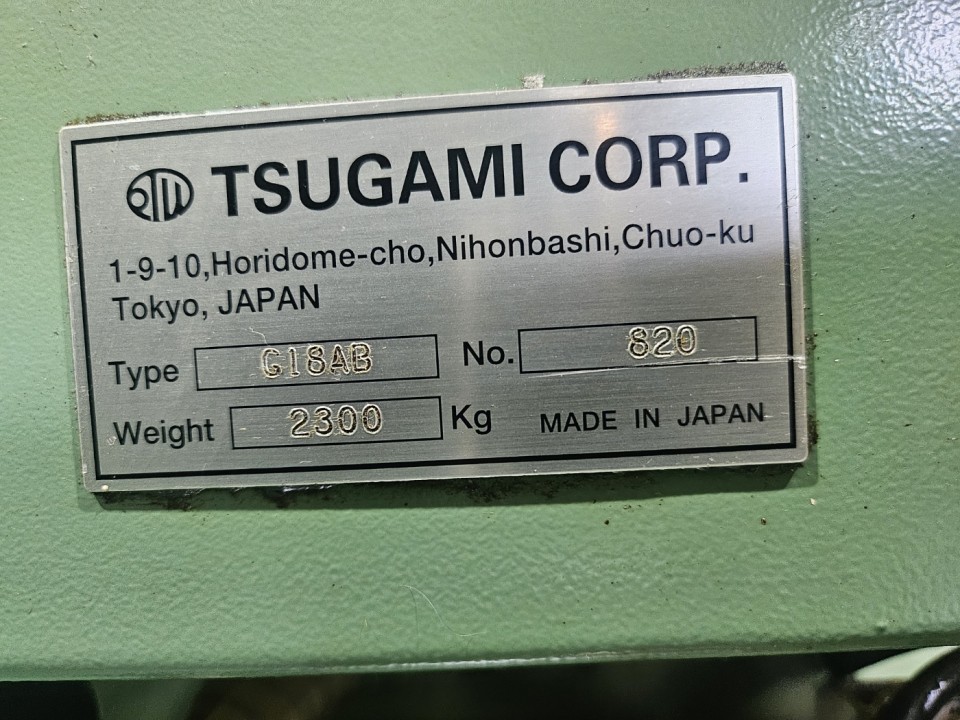 TSUGAMI CORP.
1-9-10,Horidome-cho,Nihonbashi,Chuo-ku
Tokyo, JAPAN
Type G18AB No. 820
Weight 2300 Kg MADE IN JAPAN